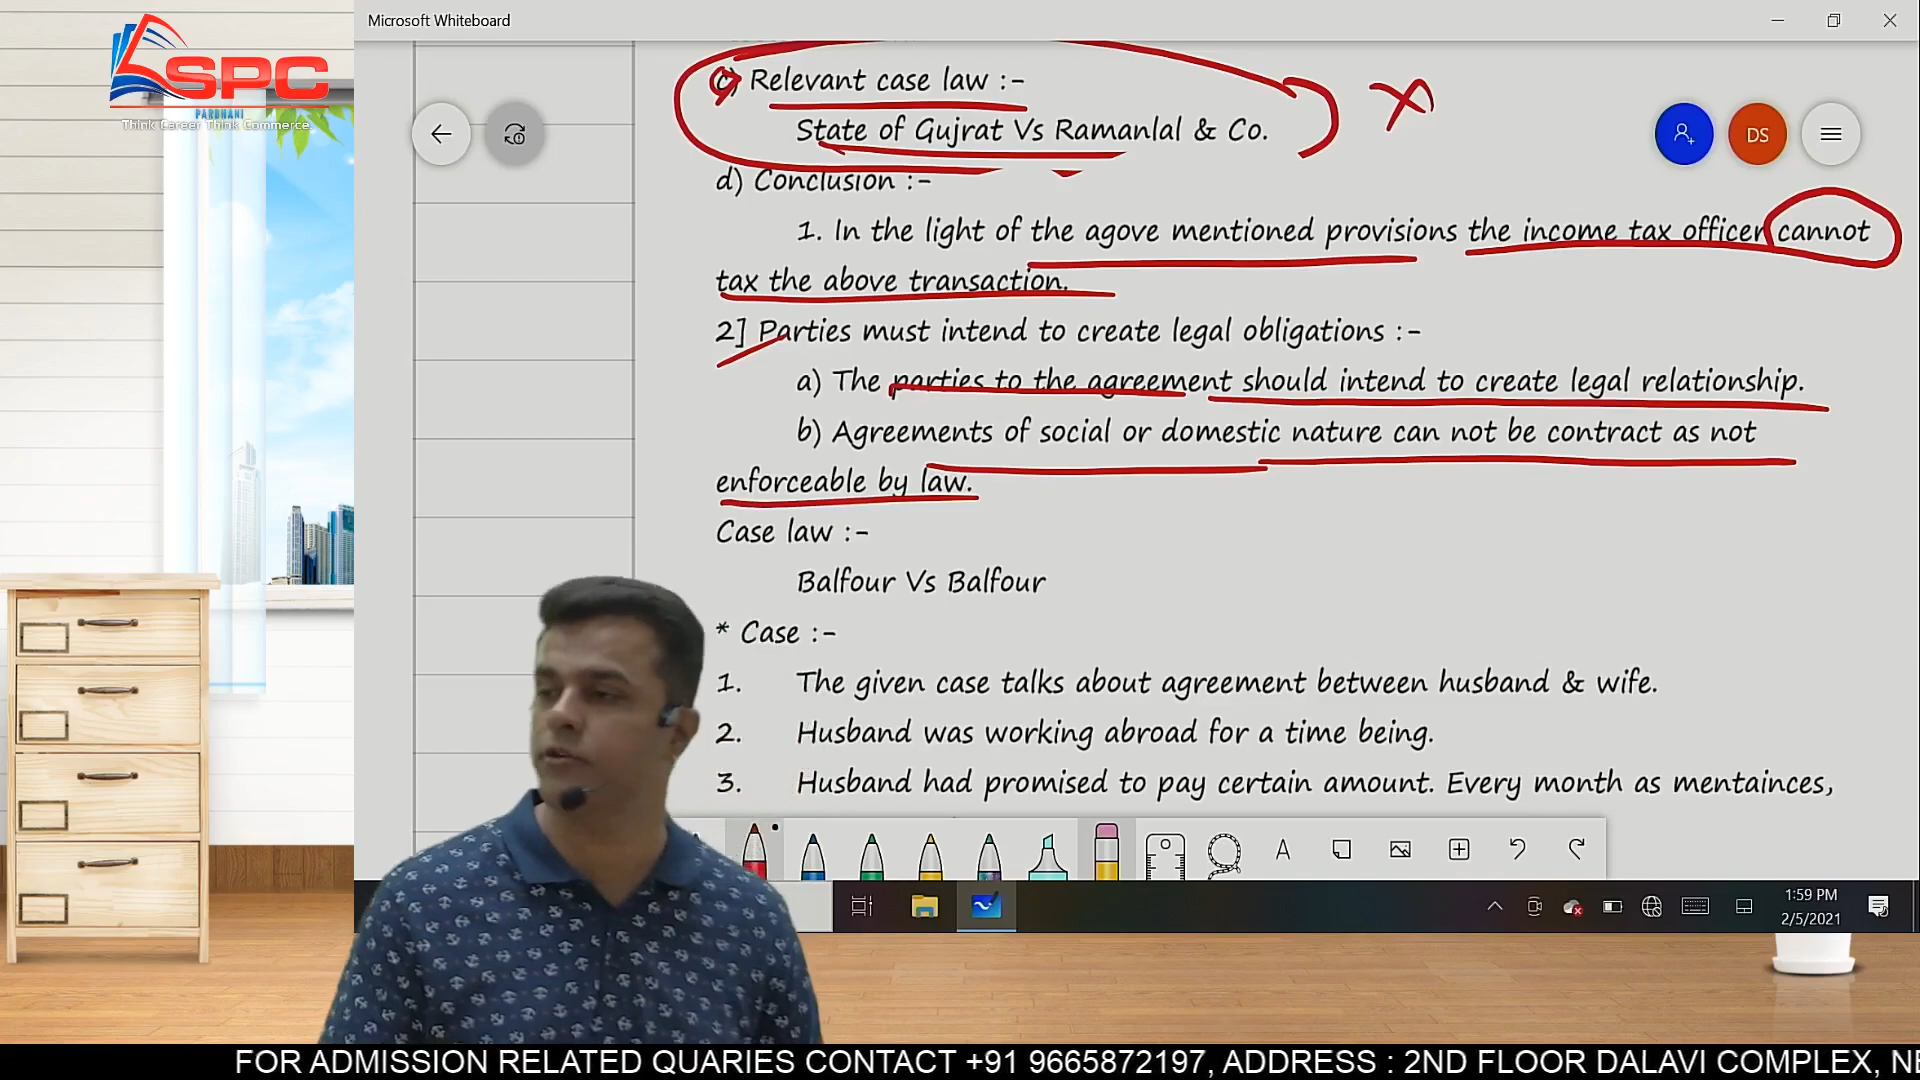 Microsoft Whiteboard
SPC
PARDHANI
Think Career Think Commerce.
c) Relevant case law :-
State of Gujrat Vs Ramanlal & Co.
d) Conclusion :-
1. In the light of the agove mentioned provisions the income tax officer cannot
tax the above transaction.
2] Parties must intend to create legal obligations :-
a) The parties to the agreement should intend to create legal relationship.
b) Agreements of social or domestic nature can not be contract as not
enforceable by law.
Case law :-
Balfour Vs Balfour
* Case :-
1. The given case talks about agreement between husband & wife.
2. Husband was working abroad for a time being.
3. Husband had promised to pay certain amount. Every month as mentainces,
DS
1:59 PM
2/5/2021
FOR ADMISSION RELATED QUARIES CONTACT +91 9665872197, ADDRESS : 2ND FLOOR DALAVI COMPLEX, NE